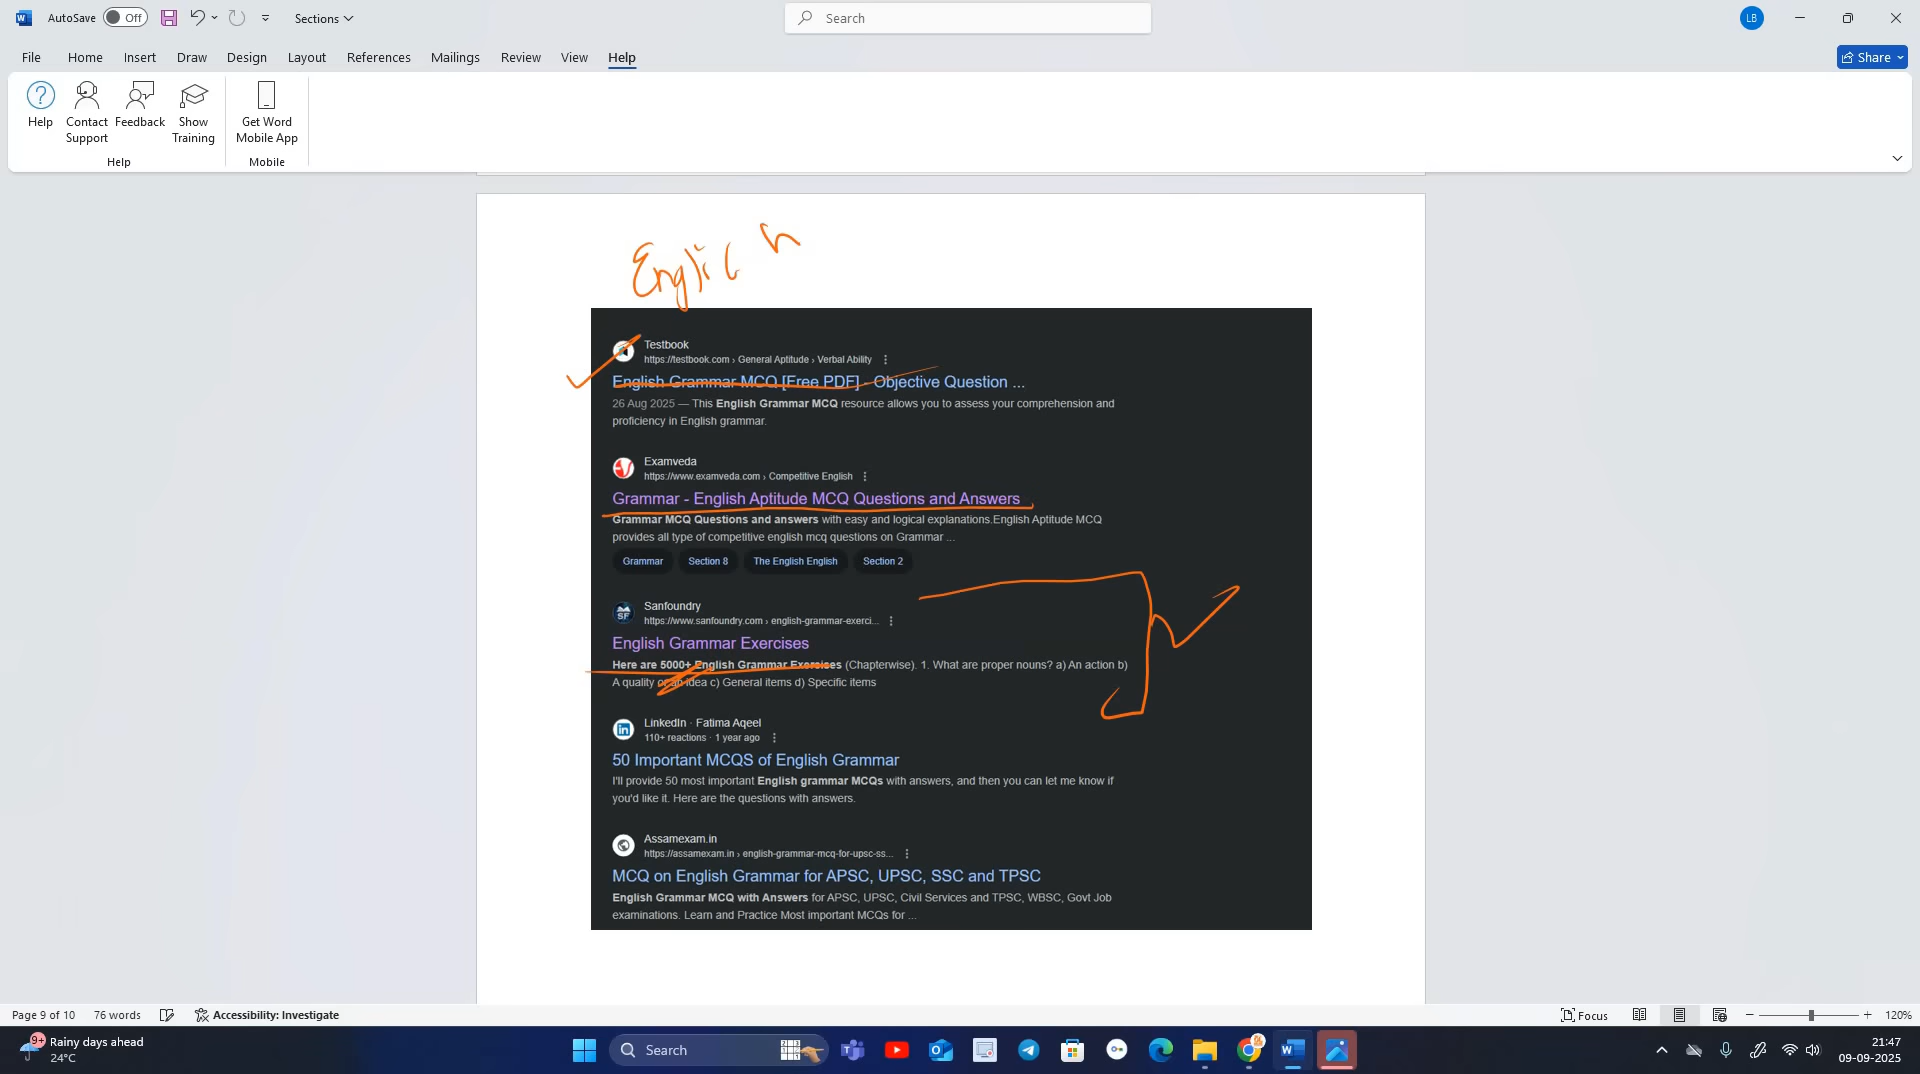 AutoSave Off Sections Search LB
File Home Insert Draw Design Layout References Mailings Review View Help Share
Help Contact Support Feedback Show Training Get Word Mobile App
Help Mobile
English
Testbook
https://testbook.com › General Aptitude › Verbal Ability
English Grammar MCQ [Free PDF] - Objective Question ...
26 Aug 2025 — This English Grammar MCQ resource allows you to assess your comprehension and
proficiency in English grammar.
Examveda
https://www.examveda.com › Competitive English
Grammar - English Aptitude MCQ Questions and Answers
Grammar MCQ Questions and answers with easy and logical explanations.English Aptitude MCQ
provides all type of competitive english mcq questions on Grammar ...
Grammar Section 8 The English English Section 2
SF Sanfoundry
https://www.sanfoundry.com › english-grammar-exerci...
English Grammar Exercises
Here are 5000+ English Grammar Exercises (Chapterwise). 1. What are proper nouns? a) An action b)
A quality or an idea c) General items d) Specific items
in LinkedIn · Fatima Aqeel
110+ reactions · 1 year ago
50 Important MCQS of English Grammar
I'll provide 50 most important English grammar MCQs with answers, and then you can let me know if
you'd like it. Here are the questions with answers.
Assamexam.in
https://assamexam.in › english-grammar-mcq-for-upsc-ss...
MCQ on English Grammar for APSC, UPSC, SSC and TPSC
English Grammar MCQ with Answers for APSC, UPSC, Civil Services and TPSC, WBSC, Govt Job
examinations. Learn and Practice Most important MCQs for ...
Page 9 of 10 76 words Accessibility: Investigate Focus 120%
9+ Rainy days ahead Search 21:47
24°C 09-09-2025